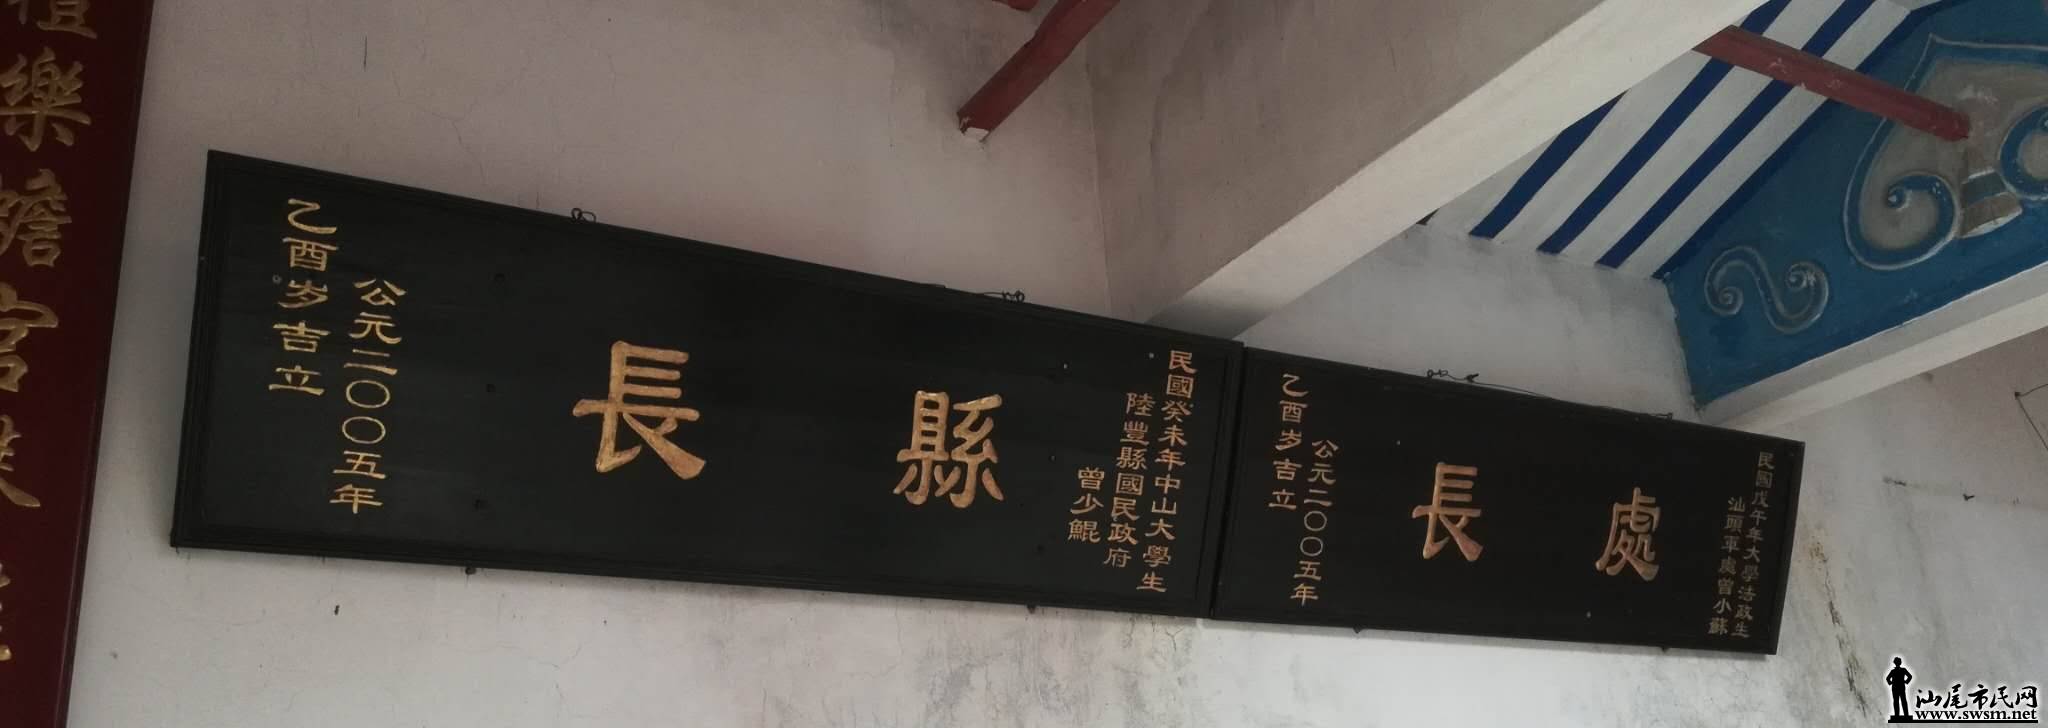 民國戊午年大學法政生
汕頭軍處曾小蘇
處長
公元二〇〇五年
乙酉岁吉立
民國癸未年中山大學生
陸豐縣國民政府
曾少鯤
縣長
公元二〇〇五年
乙酉岁吉立
樂蟾宮
汕尾市民网
www.swsm.net